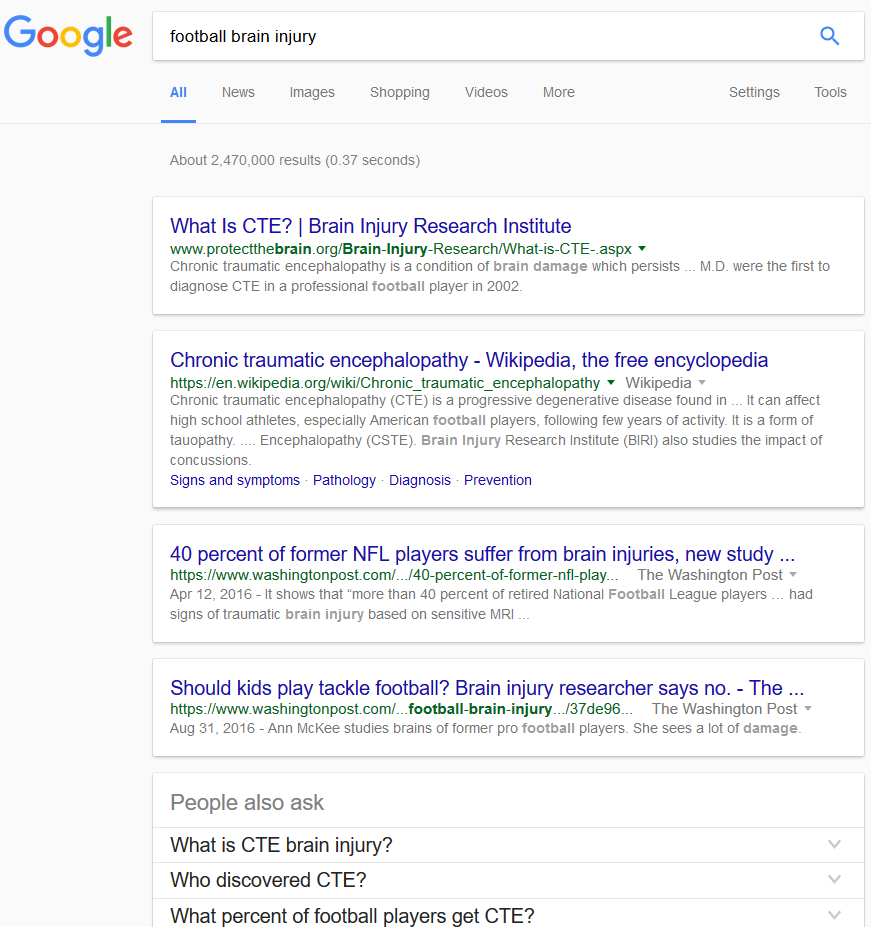 Google
football brain injury
All News Images Shopping Videos More Settings Tools
About 2,470,000 results (0.37 seconds)
What Is CTE? | Brain Injury Research Institute
www.protectthebrain.org/Brain-Injury-Research/What-is-CTE-.aspx
Chronic traumatic encephalopathy is a condition of brain damage which persists ... M.D. were the first to
diagnose CTE in a professional football player in 2002.
Chronic traumatic encephalopathy - Wikipedia, the free encyclopedia
https://en.wikipedia.org/wiki/Chronic_traumatic_encephalopathy Wikipedia
Chronic traumatic encephalopathy (CTE) is a progressive degenerative disease found in ... It can affect
high school athletes, especially American football players, following few years of activity. It is a form of
tauopathy. .... Encephalopathy (CSTE). Brain Injury Research Institute (BIRI) also studies the impact of
concussions.
Signs and symptoms · Pathology · Diagnosis · Prevention
40 percent of former NFL players suffer from brain injuries, new study ...
https://www.washingtonpost.com/.../40-percent-of-former-nfl-play... The Washington Post
Apr 12, 2016 - It shows that “more than 40 percent of retired National Football League players … had
signs of traumatic brain injury based on sensitive MRI ...
Should kids play tackle football? Brain injury researcher says no. - The ...
https://www.washingtonpost.com/...football-brain-injury.../37de96... The Washington Post
Aug 31, 2016 - Ann McKee studies brains of former pro football players. She sees a lot of damage.
People also ask
What is CTE brain injury?
Who discovered CTE?
What percent of football players get CTE?